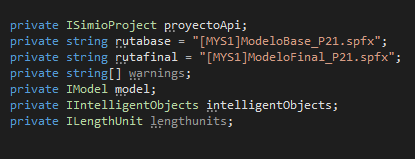 private ISimioProject proyectoApi;
private string rutabase = "[MYS1]ModeloBase_P21.spfx";
private string rutafinal = "[MYS1]ModeloFinal_P21.spfx";
private string[] warnings;
private IModel model;
private IIntelligentObjects intelligentObjects;
private ILengthUnit lengthunits;